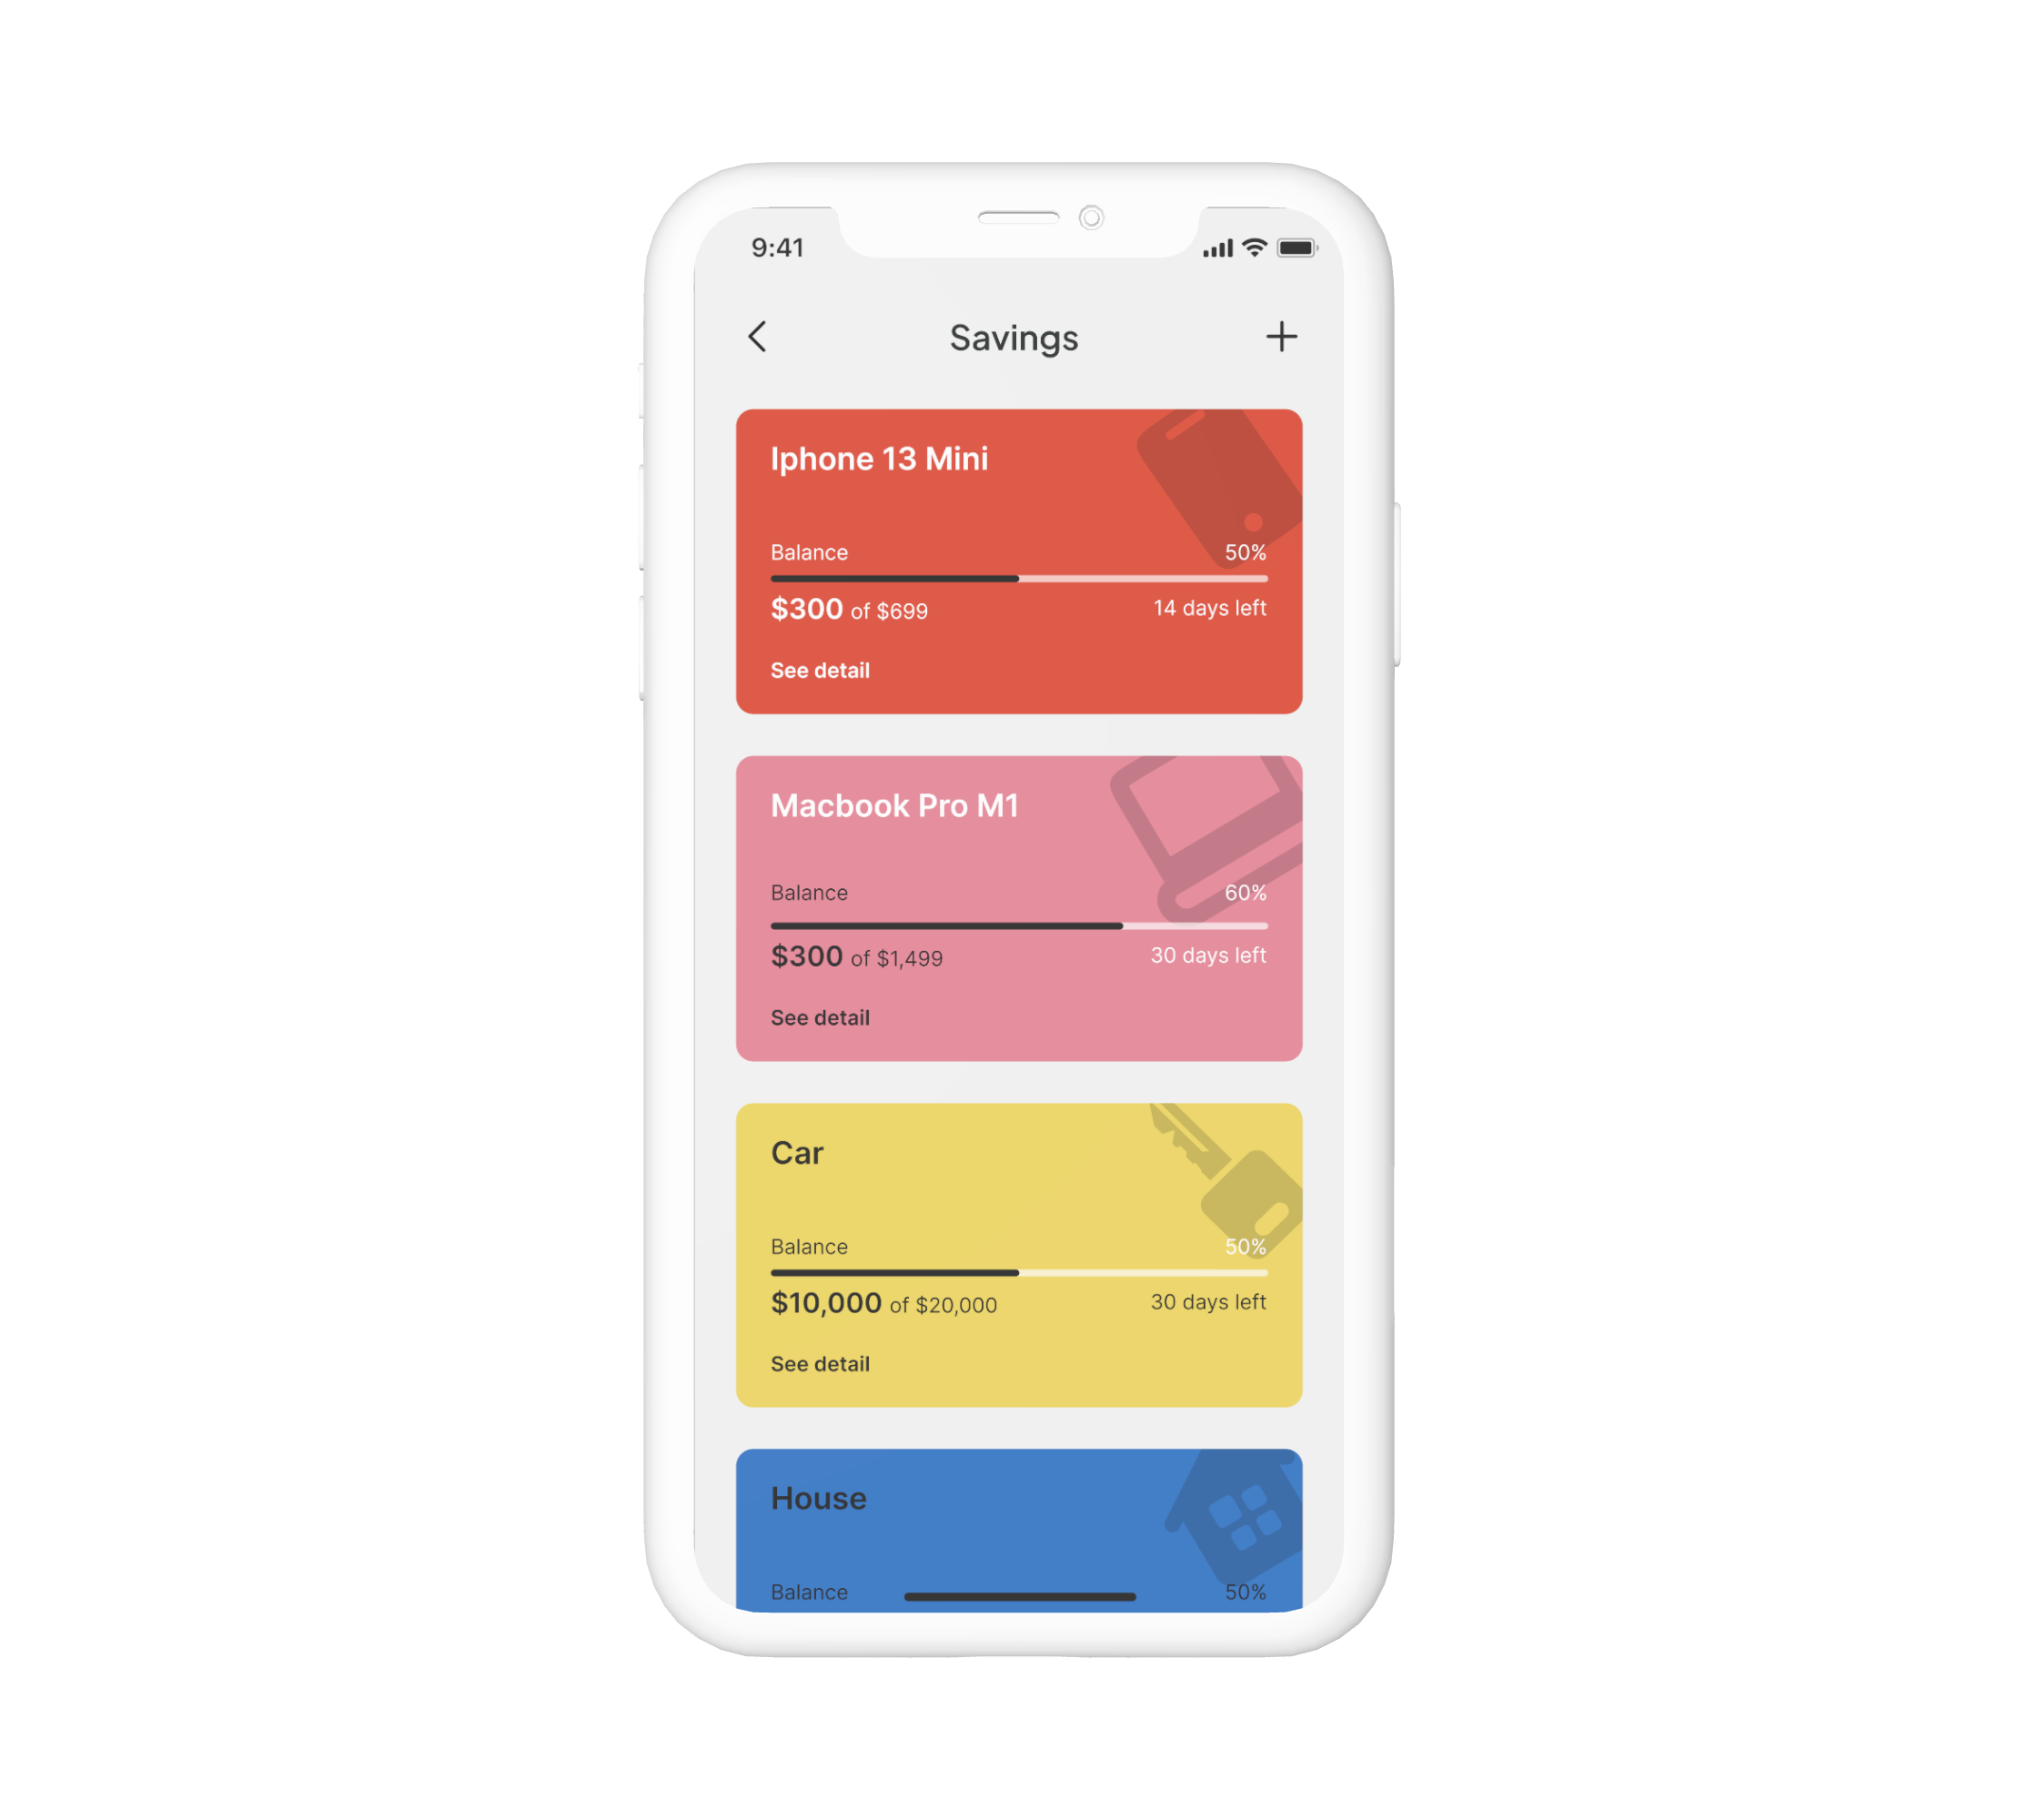 9:41
Savings
Iphone 13 Mini
Balance 50%
$300 of $699 14 days left
See detail
Macbook Pro M1
Balance 60%
$300 of $1,499 30 days left
See detail
Car
Balance 50%
$10,000 of $20,000 30 days left
See detail
House
Balance 50%